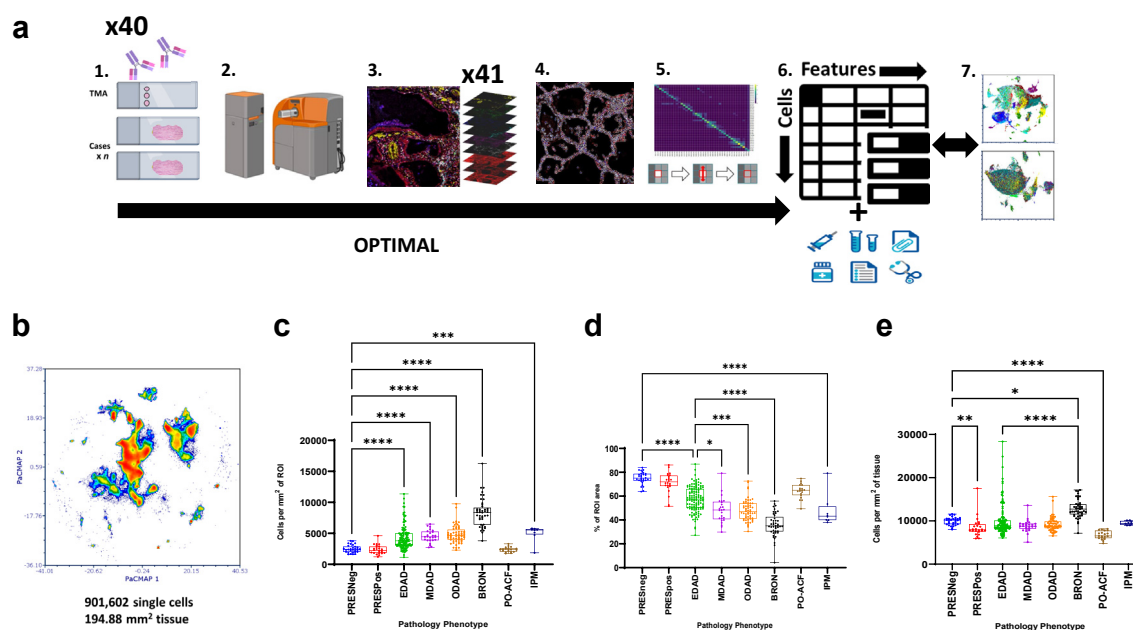 a
x40
1.
TMA
Cases
x n
2.
3.
x41
4.
5.
6.
Features
Cells
7.
+
OPTIMAL
b
37.28
18.93
0.59
-17.76
-36.10
PaCMAP 2
-41.01
-20.62
-0.24
20.15
40.53
PaCMAP 1
901,602 single cells
194.88 mm² tissue
c
***
****
****
****
****
20000
15000
10000
5000
0
Cells per mm² of ROI
PRESNeg
PRESPos
EDAD
MDAD
ODAD
BRON
PO-ACF
IPM
Pathology Phenotype
d
****
****
***
**** *
100
80
60
40
20
0
% of ROI area
PRESneg
PRESpos
EDAD
MDAD
ODAD
BRON
PO-ACF
IPM
Pathology Phenotype
e
****
*
** ****
30000
20000
10000
0
Cells per mm² of tissue
PRESNeg
PRESPos
EDAD
MDAD
ODAD
BRON
PO-ACF
IPM
Pathology Phenotype